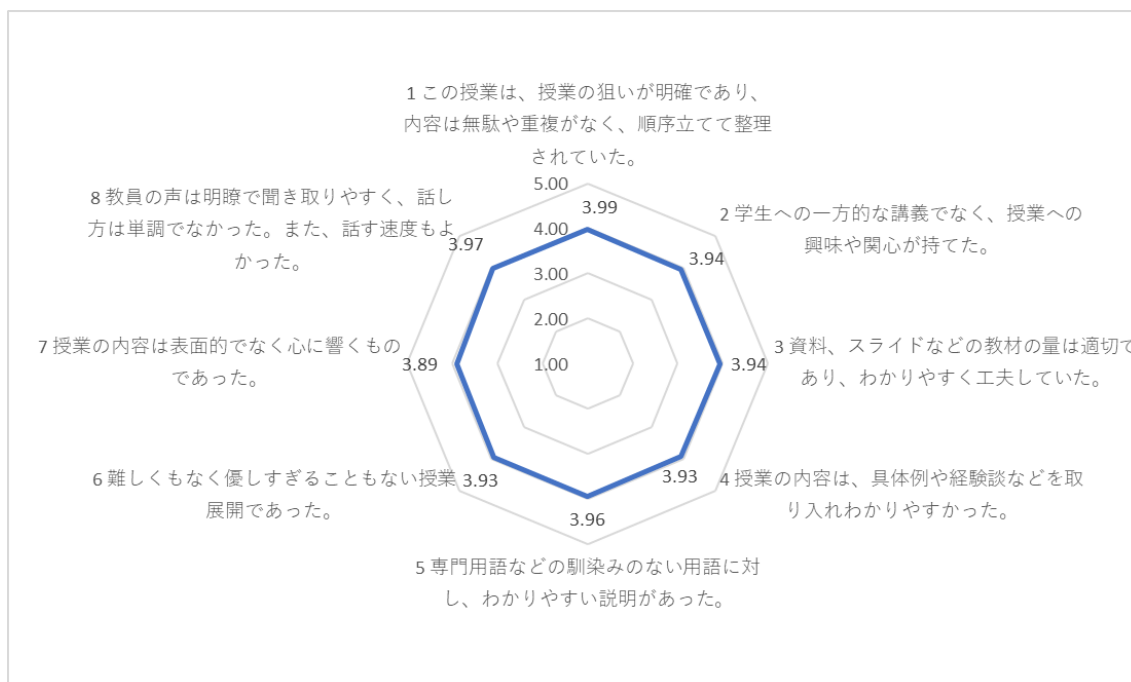 1 この授業は、授業の狙いが明確であり、
内容は無駄や重複がなく、順序立てて整理
されていた。
5.00
3.99
4.00
3.00
2.00
1.00
2 学生への一方的な講義でなく、授業への
興味や関心が持てた。
3.94
3 資料、スライドなどの教材の量は適切で
あり、わかりやすく工夫していた。
3.94
4 授業の内容は、具体例や経験談などを取
り入れわかりやすかった。
3.93
5 専門用語などの馴染みのない用語に対
し、わかりやすい説明があった。
3.96
6 難しくもなく優しすぎることもない授業
展開であった。
3.93
7 授業の内容は表面的でなく心に響くもの
であった。
3.89
8 教員の声は明瞭で聞き取りやすく、話し
方は単調でなかった。また、話す速度もよ
かった。
3.97